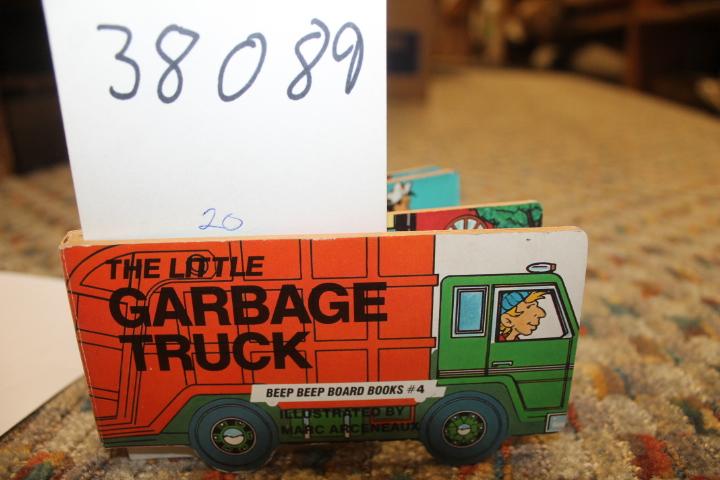 38089
20
THE LITTLE
GARBAGE
TRUCK
BEEP BEEP BOARD BOOKS #4
ILLUSTRATED BY
MARC ARCENEAUX